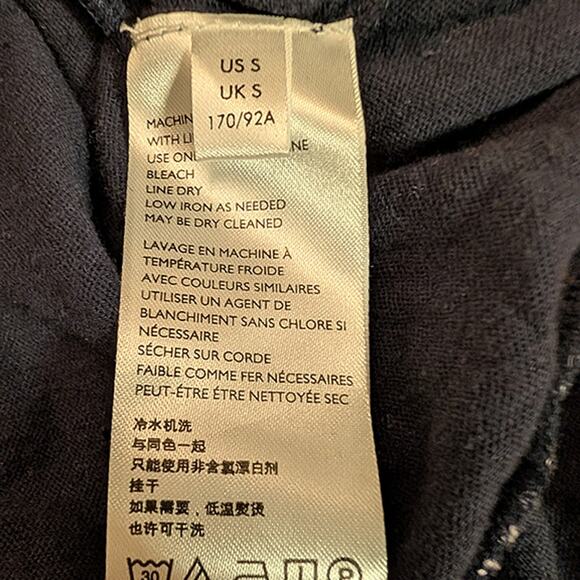 US S
UK S
170/92A
MACHIN
WITH LI NE
USE ON
BLEACH
LINE DRY
LOW IRON AS NEEDED
MAY BE DRY CLEANED
LAVAGE EN MACHINE À
TEMPÉRATURE FROIDE
AVEC COULEURS SIMILAIRES
UTILISER UN AGENT DE
BLANCHIMENT SANS CHLORE SI
NÉCESSAIRE
SÉCHER SUR CORDE
FAIBLE COMME FER NÉCESSAIRES
PEUT-ÉTRE ÉTRE NETTOYÉE SEC
冷水机洗
与同色一起
只能使用非含氯漂白剂
挂干
如果需要，低温熨烫
也许可干洗
30 P